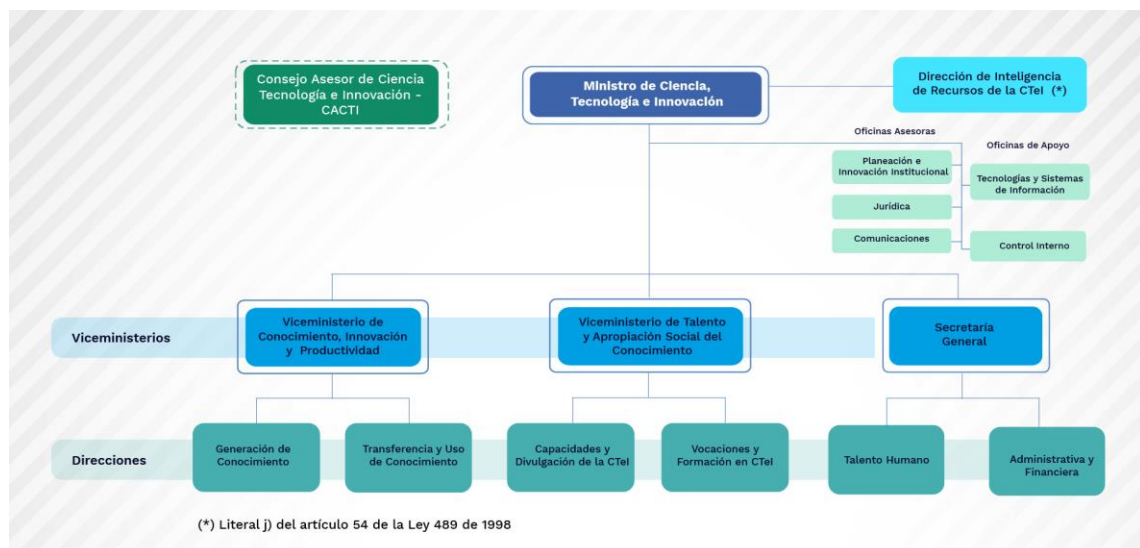 Consejo Asesor de Ciencia
Tecnología e Innovación -
CACTI
Ministro de Ciencia,
Tecnología e Innovación
Dirección de Inteligencia
de Recursos de la CTeI (*)
Oficinas Asesoras
Oficinas de Apoyo
Planeación e
Innovación Institucional
Tecnologías y Sistemas
de Información
Jurídica
Comunicaciones
Control Interno
Viceministerios
Viceministerio de
Conocimiento, Innovación
y Productividad
Viceministerio de Talento
y Apropiación Social del
Conocimiento
Secretaría
General
Direcciones
Generación de
Conocimiento
Transferencia y Uso
de Conocimiento
Capacidades y
Divulgación de la CTeI
Vocaciones y
Formación en CTeI
Talento Humano
Administrativa y
Financiera
(*) Literal j) del artículo 54 de la Ley 489 de 1998